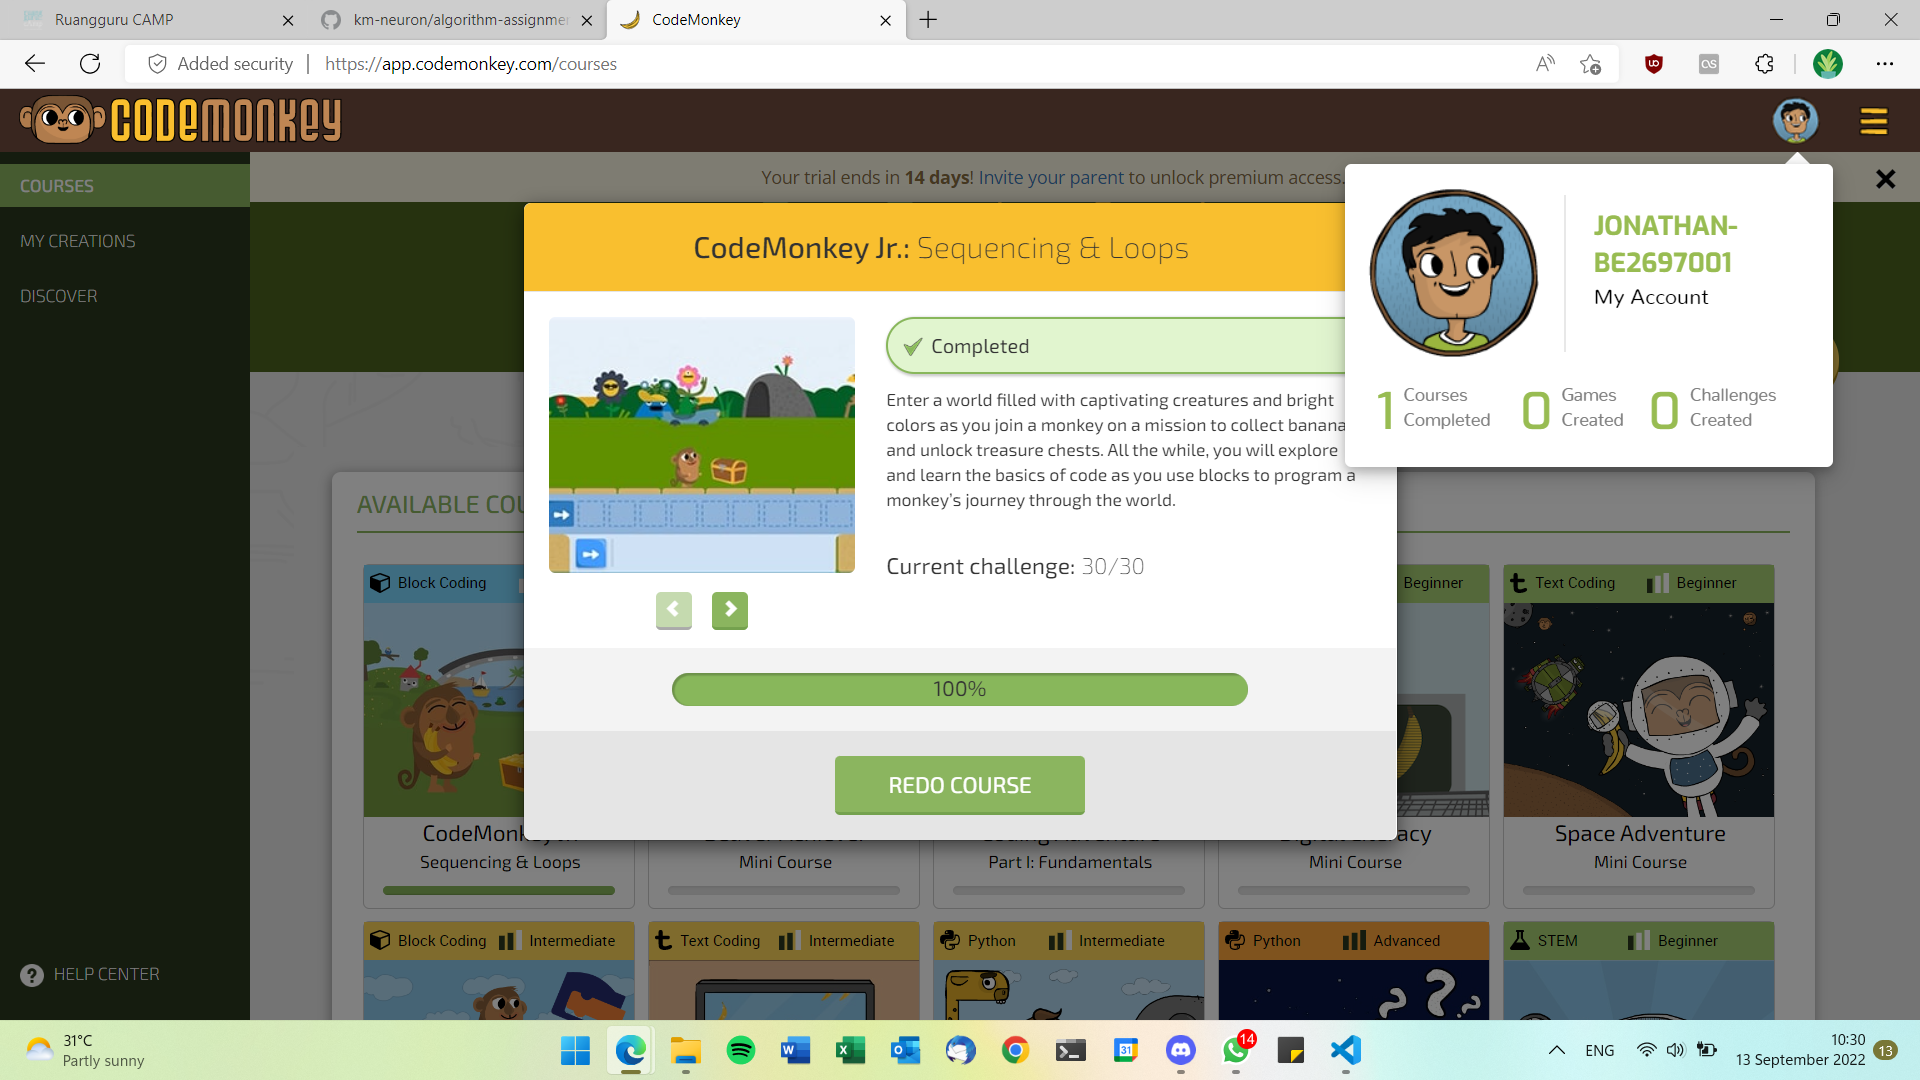 Ruangguru CAMP
km-neuron/algorithm-assignme
CodeMonkey
Added security
https://app.codemonkey.com/courses
CODEMONKEY
COURSES
MY CREATIONS
DISCOVER
HELP CENTER
Your trial ends in 14 days! Invite your parent to unlock premium access.
JONATHAN-
BE2697001
My Account
1 Courses Completed
0 Games Created
0 Challenges Created
CodeMonkey Jr.: Sequencing & Loops
Completed
Enter a world filled with captivating creatures and bright
colors as you join a monkey on a mission to collect banana
and unlock treasure chests. All the while, you will explore
and learn the basics of code as you use blocks to program a
monkey's journey through the world.
Current challenge: 30/30
100%
REDO COURSE
AVAILABLE COU
Block Coding
Beginner
Text Coding
Beginner
CodeMonk
Sequencing & Loops
Mini Course
Part I: Fundamentals
Mini Course
Space Adventure
Mini Course
Block Coding
Intermediate
Text Coding
Intermediate
Python
Intermediate
Python
Advanced
STEM
Beginner
31°C
Partly sunny
14
31
ENG
10:30
13 September 2022
13